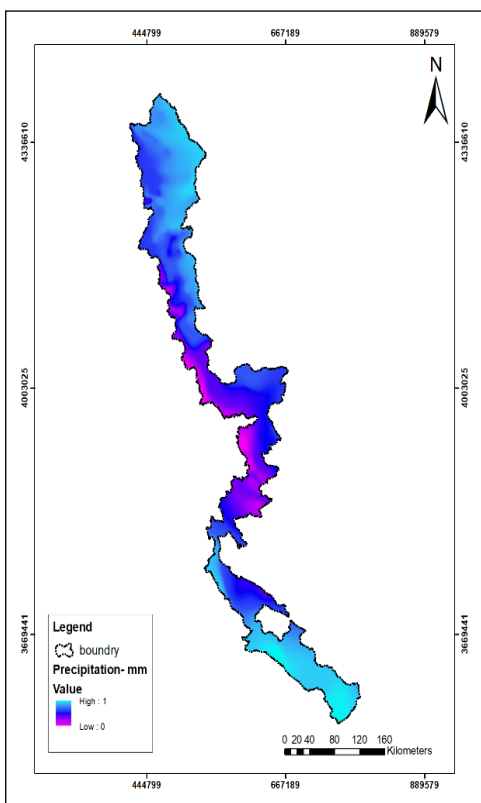 444799 667189 889579
N
4336610 4336610
4003025 4003025
3669441 3669441
Legend
boundry
Precipitation- mm
Value
High : 1
Low : 0
0 20 40 80 120 160
Kilometers
444799 667189 889579